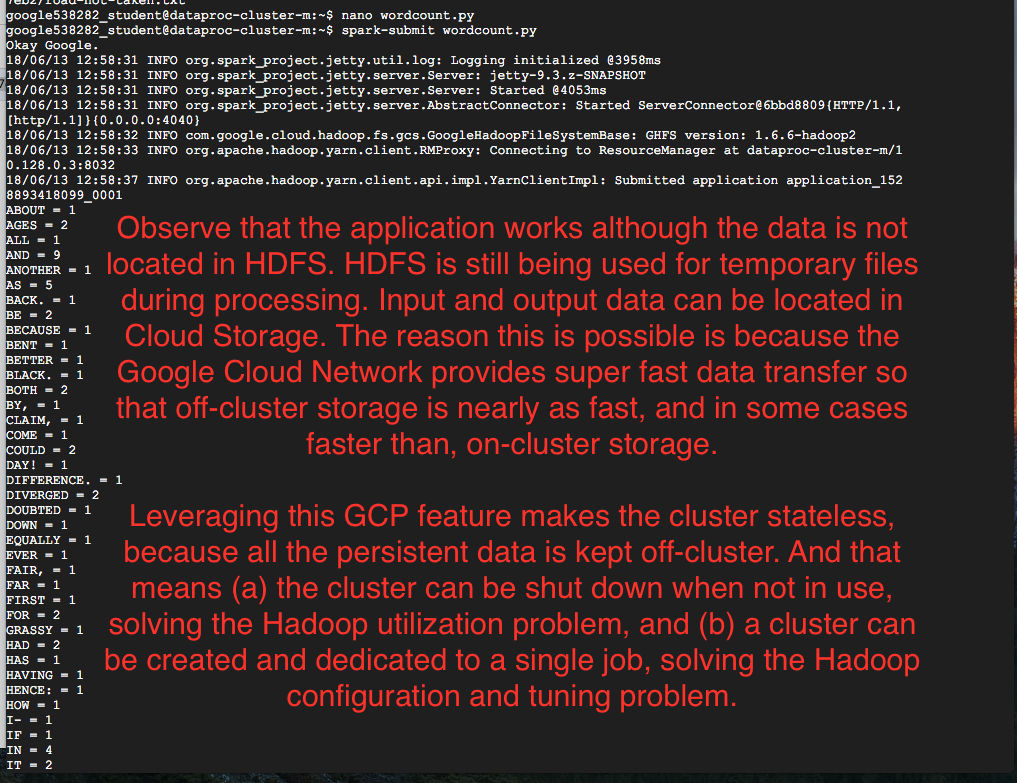 7eb2/road-not-taken.txt
google538282_student@dataproc-cluster-m:~$ nano wordcount.py
google538282_student@dataproc-cluster-m:~$ spark-submit wordcount.py
Okay Google.
18/06/13 12:58:31 INFO org.spark_project.jetty.util.log: Logging initialized @3958ms
18/06/13 12:58:31 INFO org.spark_project.jetty.server.Server: jetty-9.3.z-SNAPSHOT
18/06/13 12:58:31 INFO org.spark_project.jetty.server.Server: Started @4053ms
18/06/13 12:58:31 INFO org.spark_project.jetty.server.AbstractConnector: Started ServerConnector@6bbd8809{HTTP/1.1,
[http/1.1]}{0.0.0.0:4040}
18/06/13 12:58:32 INFO com.google.cloud.hadoop.fs.gcs.GoogleHadoopFileSystemBase: GHFS version: 1.6.6-hadoop2
18/06/13 12:58:33 INFO org.apache.hadoop.yarn.client.RMProxy: Connecting to ResourceManager at dataproc-cluster-m/1
0.128.0.3:8032
18/06/13 12:58:37 INFO org.apache.hadoop.yarn.client.api.impl.YarnClientImpl: Submitted application application_152
8893418099_0001
ABOUT = 1
AGES = 2
ALL = 1
AND = 9
ANOTHER = 1
AS = 5
BACK. = 1
BE = 2
BECAUSE = 1
BENT = 1
BETTER = 1
BLACK. = 1
BOTH = 2
BY, = 1
CLAIM, = 1
COME = 1
COULD = 2
DAY! = 1
DIFFERENCE. = 1
DIVERGED = 2
DOUBTED = 1
DOWN = 1
EQUALLY = 1
EVER = 1
FAIR, = 1
FAR = 1
FIRST = 1
FOR = 2
GRASSY = 1
HAD = 2
HAS = 1
HAVING = 1
HENCE: = 1
HOW = 1
I- = 1
IF = 1
IN = 4
IT = 2
Observe that the application works although the data is not
located in HDFS. HDFS is still being used for temporary files
during processing. Input and output data can be located in
Cloud Storage. The reason this is possible is because the
Google Cloud Network provides super fast data transfer so
that off-cluster storage is nearly as fast, and in some cases
faster than, on-cluster storage.
Leveraging this GCP feature makes the cluster stateless,
because all the persistent data is kept off-cluster. And that
means (a) the cluster can be shut down when not in use,
solving the Hadoop utilization problem, and (b) a cluster can
be created and dedicated to a single job, solving the Hadoop
configuration and tuning problem.